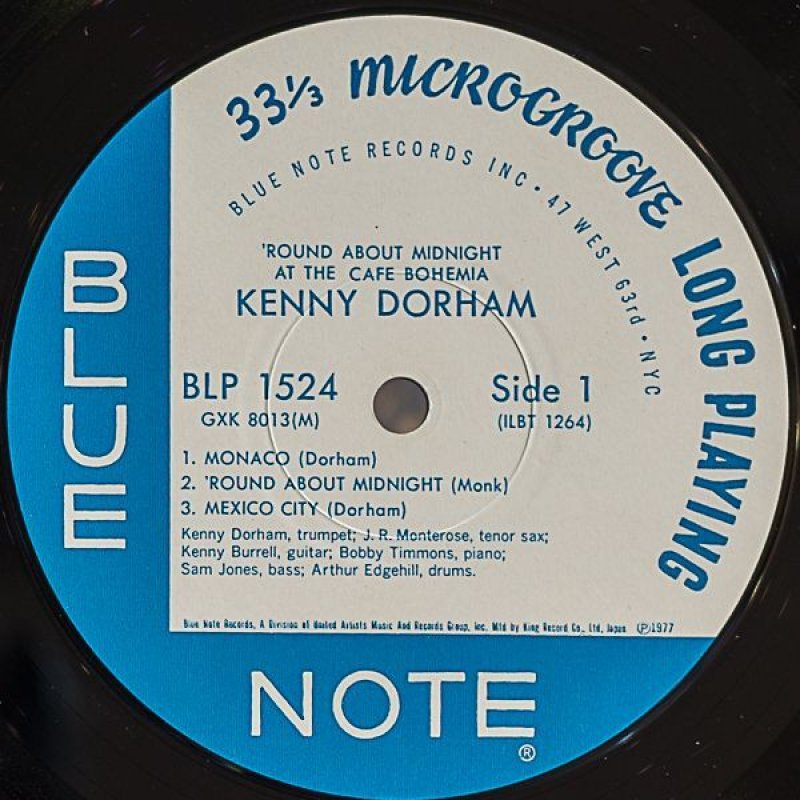 33⅓ MICROGROOVE LONG PLAYING
BLUE NOTE RECORDS INC • 47 WEST 63rd • NYC
'ROUND ABOUT MIDNIGHT
AT THE CAFE BOHEMIA
KENNY DORHAM
BLP 1524 Side 1
GXK 8013(M) (ILBT 1264)
1. MONACO (Dorham)
2. 'ROUND ABOUT MIDNIGHT (Monk)
3. MEXICO CITY (Dorham)
Kenny Dorham, trumpet; J. R. Monterose, tenor sax;
Kenny Burrell, guitar; Bobby Timmons, piano;
Sam Jones, bass; Arthur Edgehill, drums.
Blue Note Records, A Division of United Artists Music And Records Group, Inc. Mfd by King Record Co., Ltd, Japan ℗1977
BLUE
NOTE®